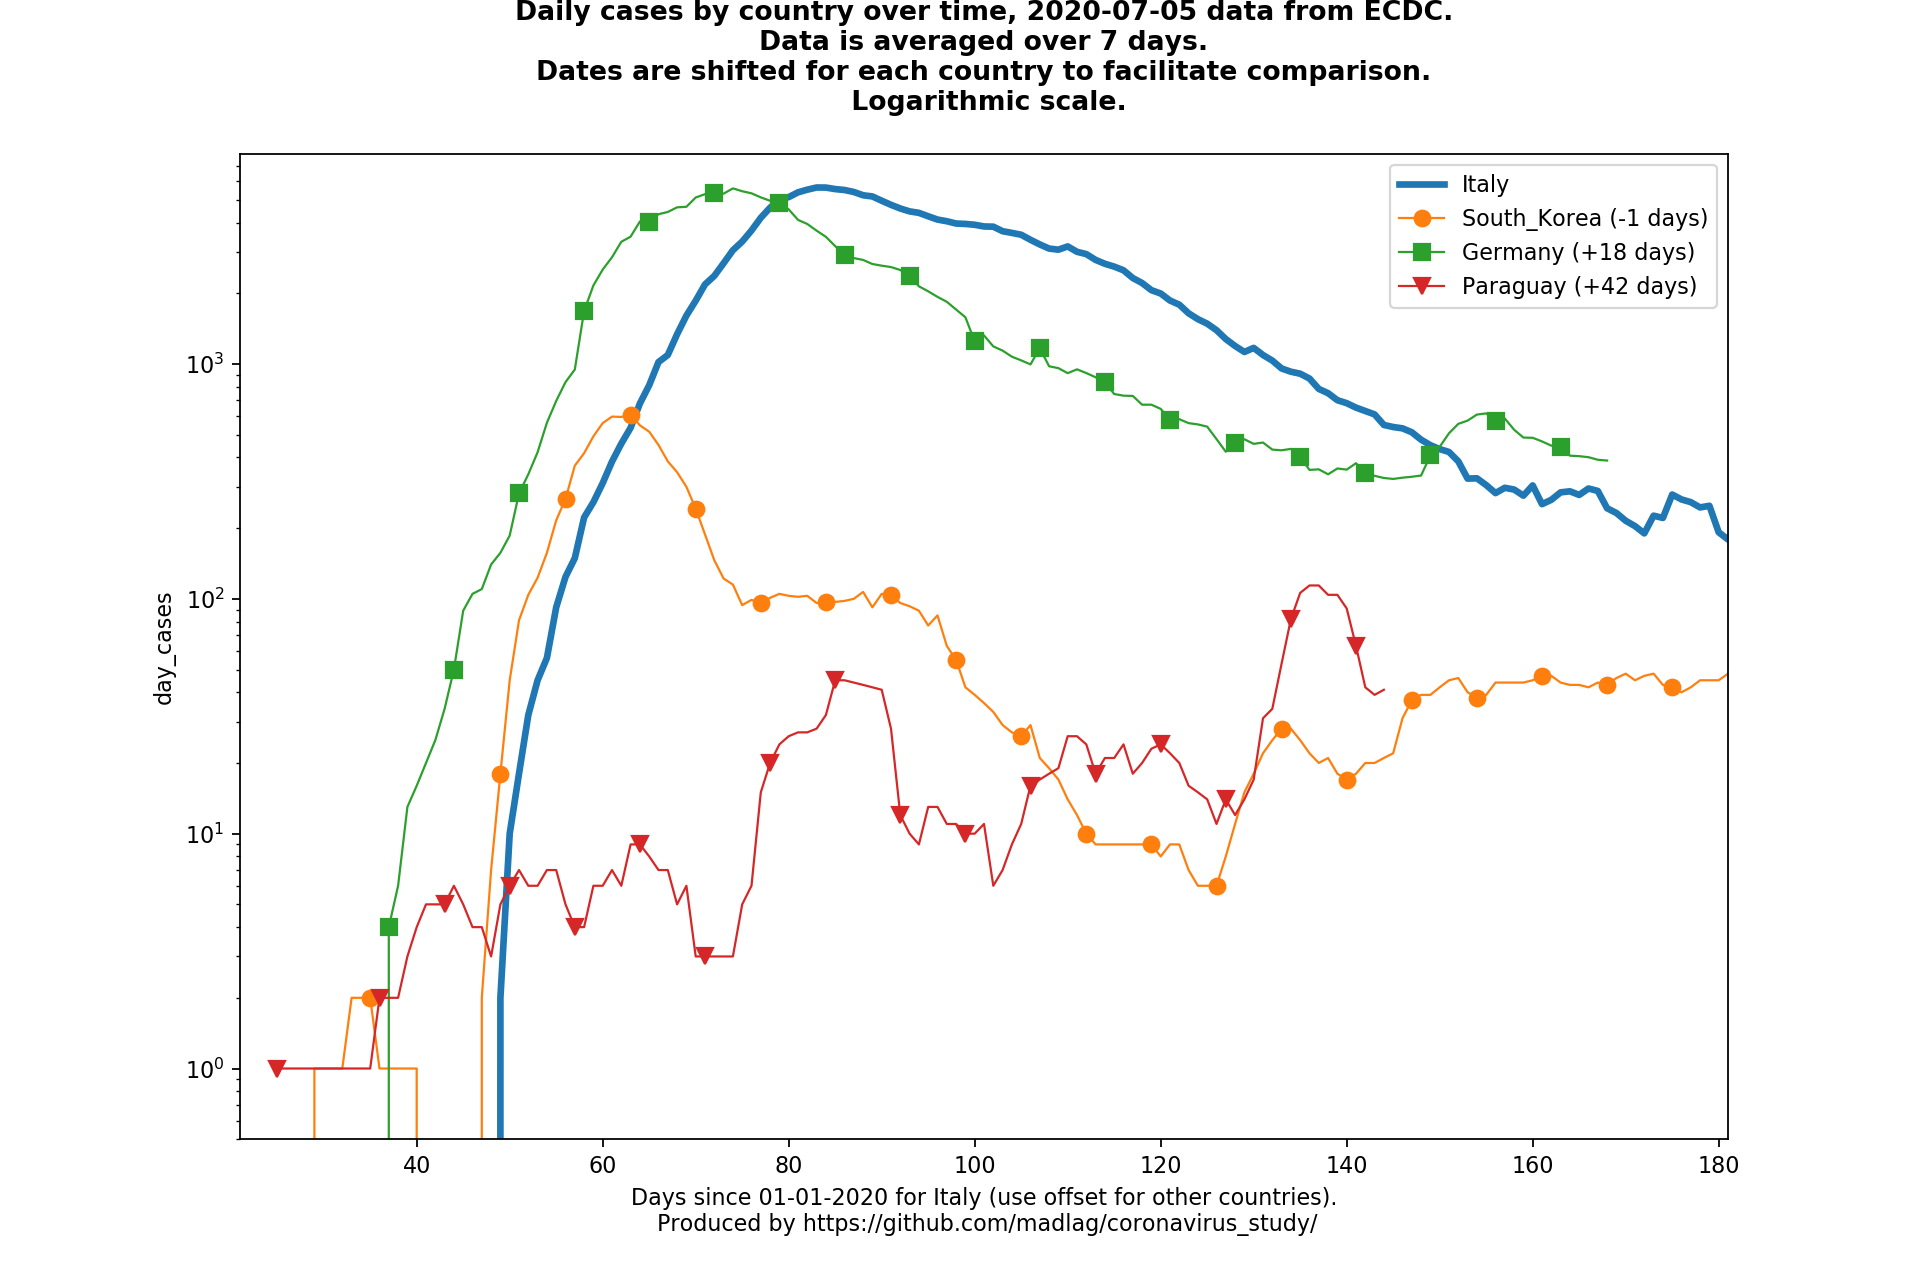 Daily cases by country over time, 2020-07-05 data from ECDC.
Data is averaged over 7 days.
Dates are shifted for each country to facilitate comparison.
Logarithmic scale.
Italy
South_Korea (-1 days)
Germany (+18 days)
Paraguay (+42 days)
10³
10²
10¹
10⁰
day_cases
40 60 80 100 120 140 160 180
Days since 01-01-2020 for Italy (use offset for other countries).
Produced by https://github.com/madlag/coronavirus_study/